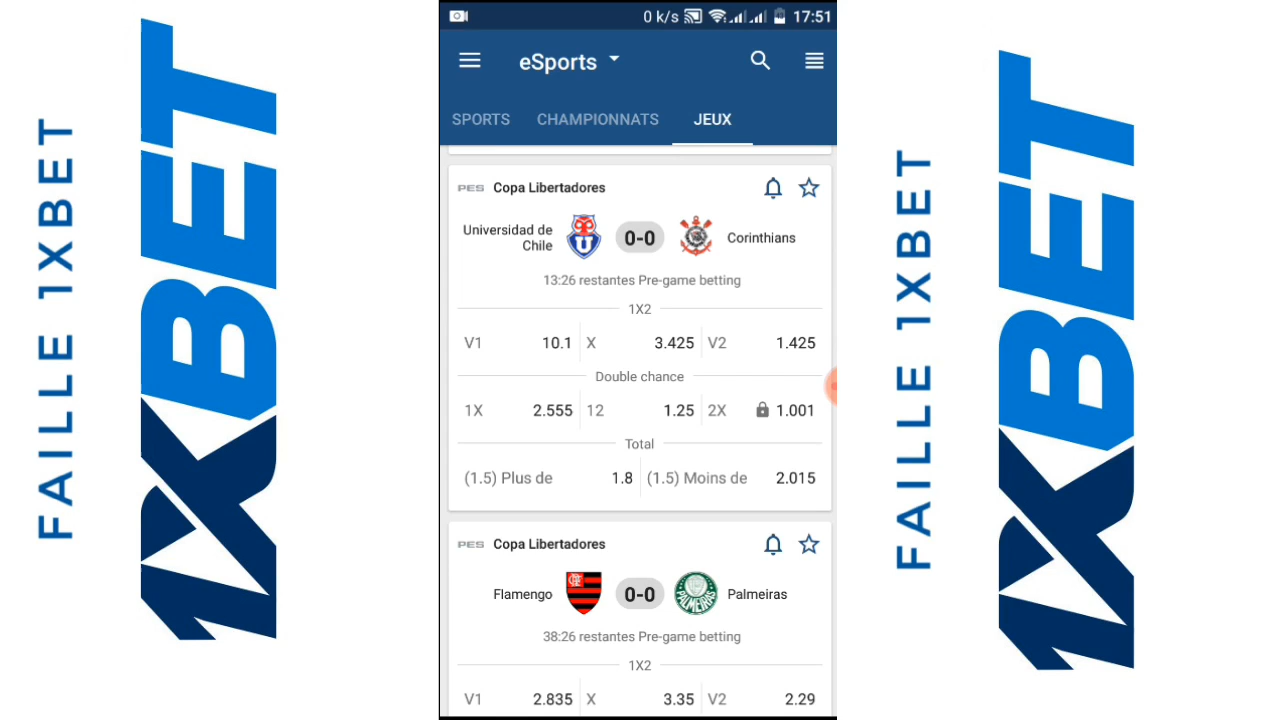 FAILLE 1XBET
1XBET
0 k/s 17:51
eSports
SPORTS CHAMPIONNATS JEUX
PES Copa Libertadores
Universidad de Chile 0-0 Corinthians
13:26 restantes Pre-game betting
1X2
V1 10.1 X 3.425 V2 1.425
Double chance
1X 2.555 12 1.25 2X 1.001
Total
(1.5) Plus de 1.8 (1.5) Moins de 2.015
PES Copa Libertadores
Flamengo 0-0 Palmeiras
PALMEIRAS
38:26 restantes Pre-game betting
1X2
V1 2.835 X 3.35 V2 2.29
FAILLE 1XBET
1XBET